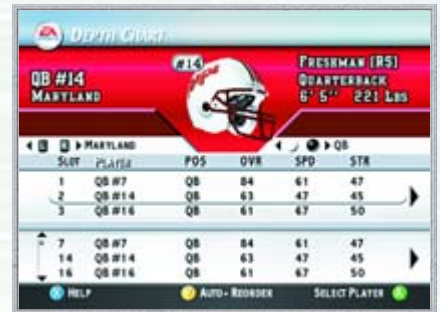 EA
DEPTH CHART
#14
QB #14
MARYLAND
FRESHMAN (RS)
QUARTERBACK
6' 5" 221 LBS
MARYLAND
QB
SLOT PLAYER POS OVR SPD STR
1 QB #7 QB 84 61 47
2 QB #14 QB 63 47 45
3 QB #16 QB 61 67 50
7 QB #7 QB 84 61 47
14 QB #14 QB 63 47 45
16 QB #16 QB 61 67 50
HELP AUTO-REORDER SELECT PLAYER